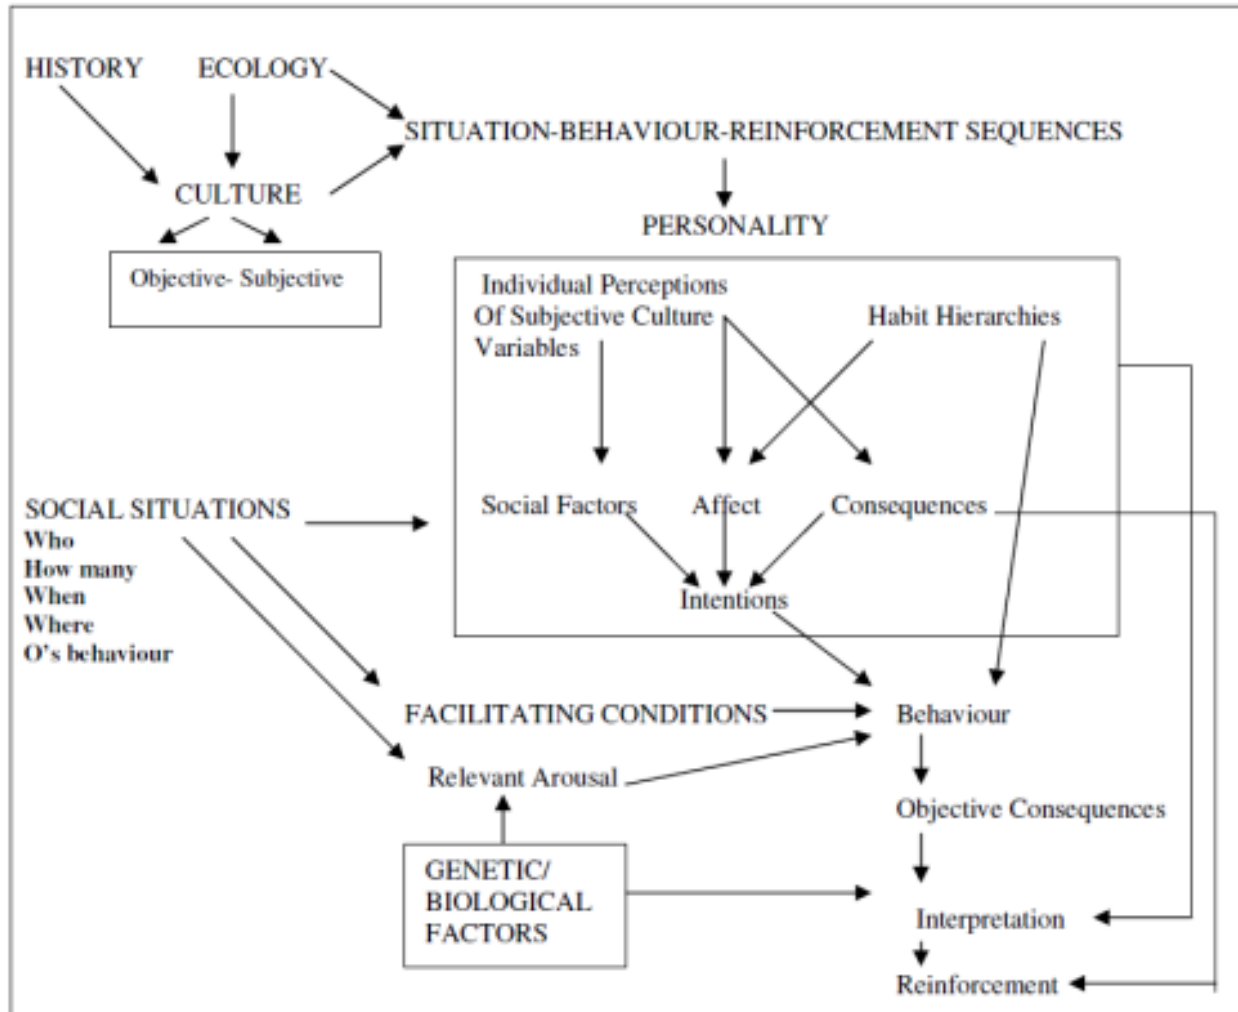 HISTORY ECOLOGY
SITUATION-BEHAVIOUR-REINFORCEMENT SEQUENCES
CULTURE
PERSONALITY
Objective- Subjective
Individual Perceptions
Of Subjective Culture
Variables
Habit Hierarchies
Social Factors Affect Consequences
SOCIAL SITUATIONS
Who
How many
When
Where
O's behaviour
Intentions
FACILITATING CONDITIONS
Behaviour
Relevant Arousal
Objective Consequences
GENETIC/
BIOLOGICAL
FACTORS
Interpretation
Reinforcement